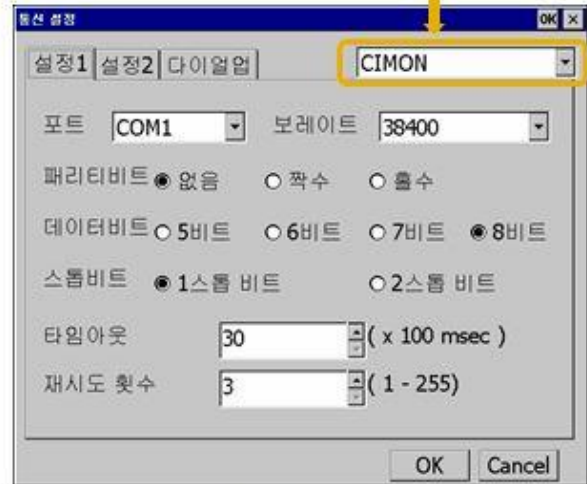 통신 설정 OK ×
설정1 설정2 다이얼업 CIMON
포트 COM1 보레이트 38400
패리티비트 없음 짝수 홀수
데이터비트 5비트 6비트 7비트 8비트
스톱비트 1스톱 비트 2스톱 비트
타임아웃 30 ( x 100 msec )
재시도 횟수 3 ( 1 - 255)
OK Cancel